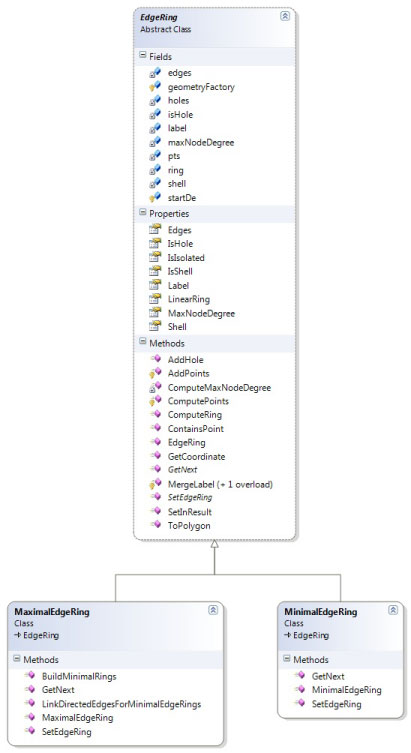 EdgeRing
Abstract Class
Fields
edges
geometryFactory
holes
isHole
label
maxNodeDegree
pts
ring
shell
startDe
Properties
Edges
IsHole
IsIsolated
IsShell
Label
LinearRing
MaxNodeDegree
Shell
Methods
AddHole
AddPoints
ComputeMaxNodeDegree
ComputePoints
ComputeRing
ContainsPoint
EdgeRing
GetCoordinate
GetNext
MergeLabel (+ 1 overload)
SetEdgeRing
SetInResult
ToPolygon
MaximalEdgeRing
Class
EdgeRing
Methods
BuildMinimalRings
GetNext
LinkDirectedEdgesForMinimalEdgeRings
MaximalEdgeRing
SetEdgeRing
MinimalEdgeRing
Class
EdgeRing
Methods
GetNext
MinimalEdgeRing
SetEdgeRing